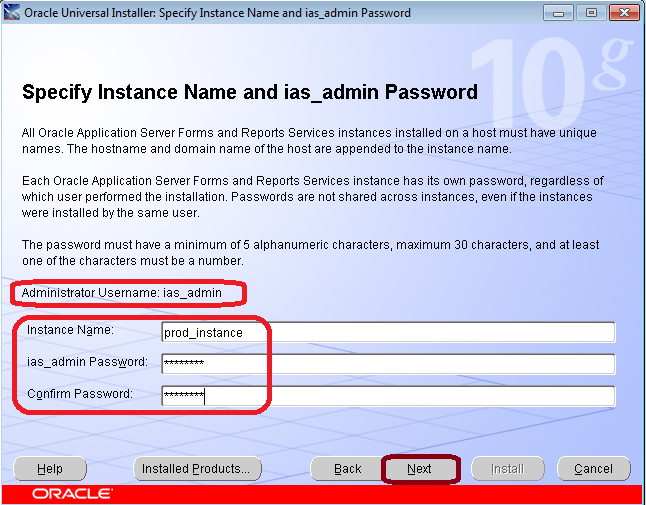 Oracle Universal Installer: Specify Instance Name and ias_admin Password
10g
Specify Instance Name and ias_admin Password
All Oracle Application Server Forms and Reports Services instances installed on a host must have unique
names. The hostname and domain name of the host are appended to the instance name.
Each Oracle Application Server Forms and Reports Services instance has its own password, regardless of
which user performed the installation. Passwords are not shared across instances, even if the instances
were installed by the same user.
The password must have a minimum of 5 alphanumeric characters, maximum 30 characters, and at least
one of the characters must be a number.
Administrator Username: ias_admin
Instance Name: prod_instance
ias_admin Password: ********
Confirm Password: ********
Help Installed Products... Back Next Install Cancel
ORACLE